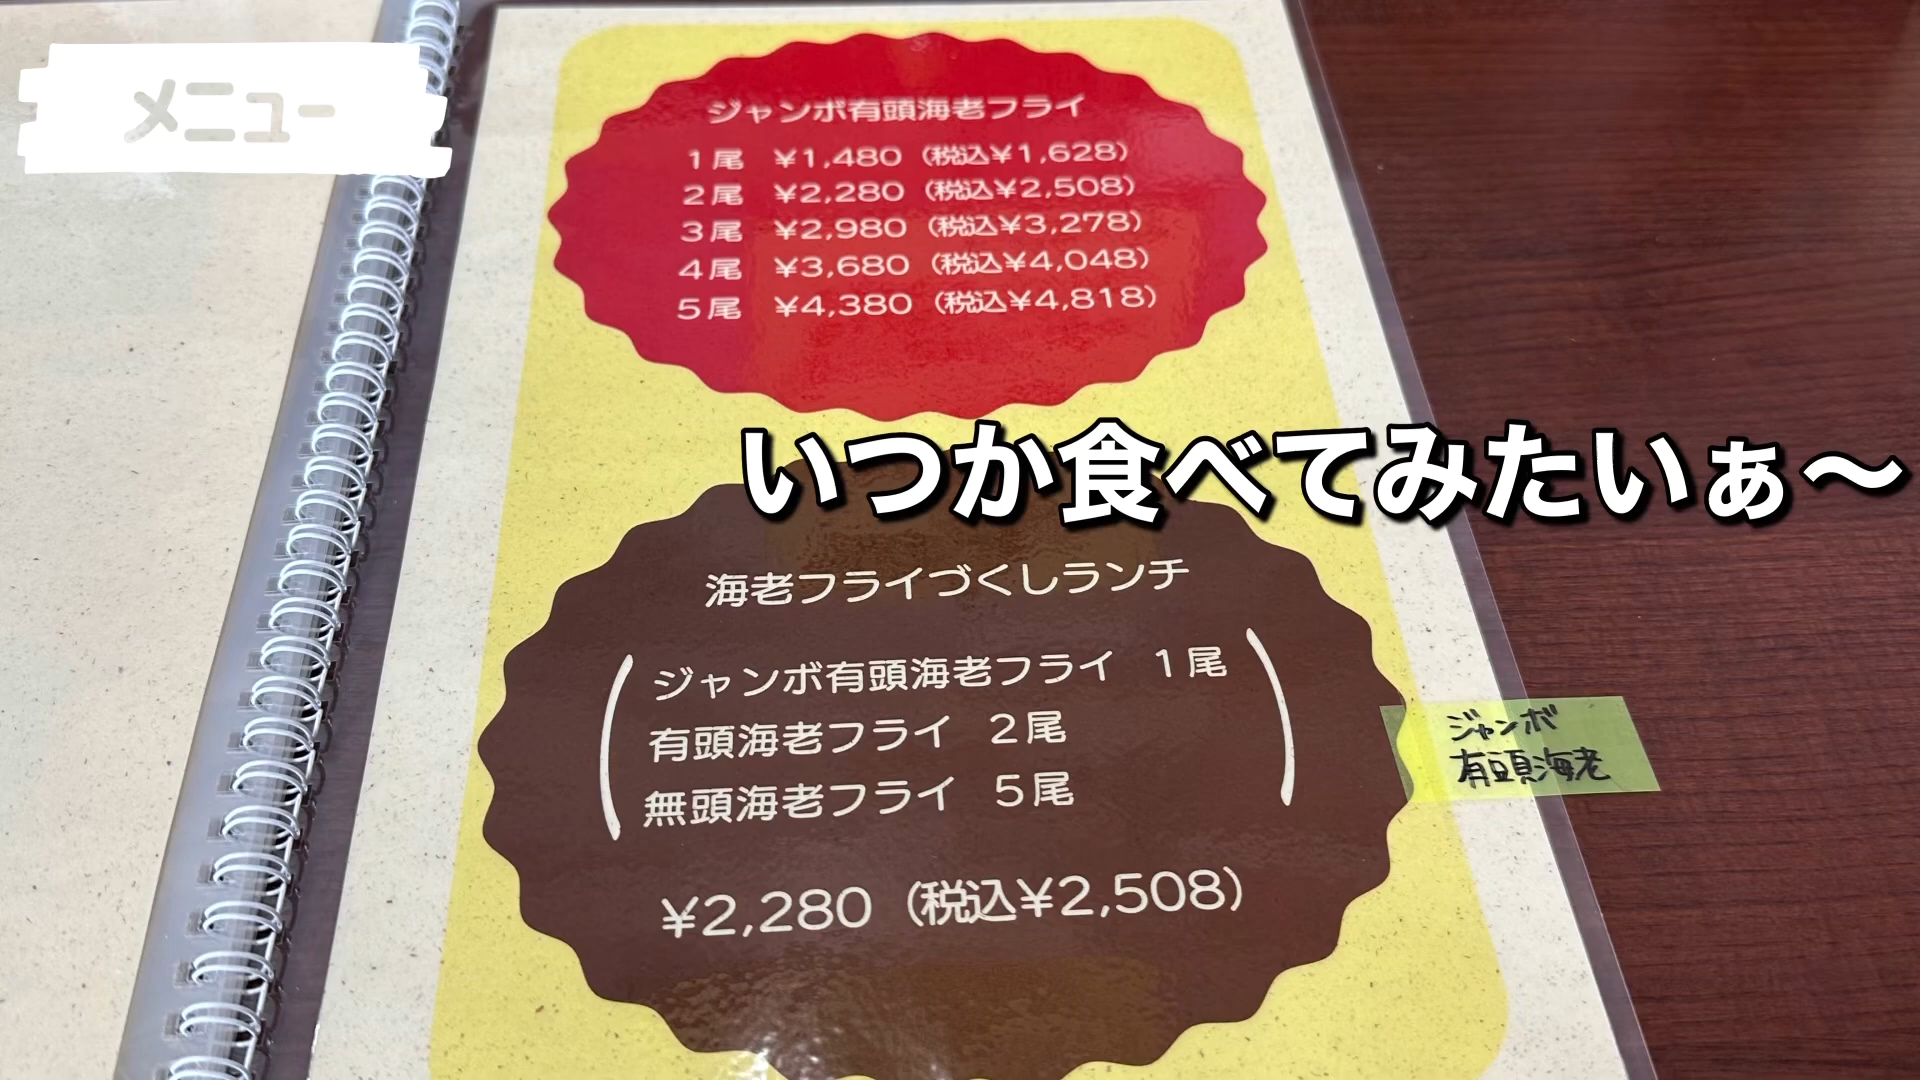 メニュー
ジャンボ有頭海老フライ
1尾 ¥1,480（税込¥1,628）
2尾 ¥2,280（税込¥2,508）
3尾 ¥2,980（税込¥3,278）
4尾 ¥3,680（税込¥4,048）
5尾 ¥4,380（税込¥4,818）
いつか食べてみたいぁ〜
海老フライづくしランチ
ジャンボ有頭海老フライ 1尾
有頭海老フライ 2尾
無頭海老フライ 5尾
¥2,280（税込¥2,508）
ジャンボ
有頭海老